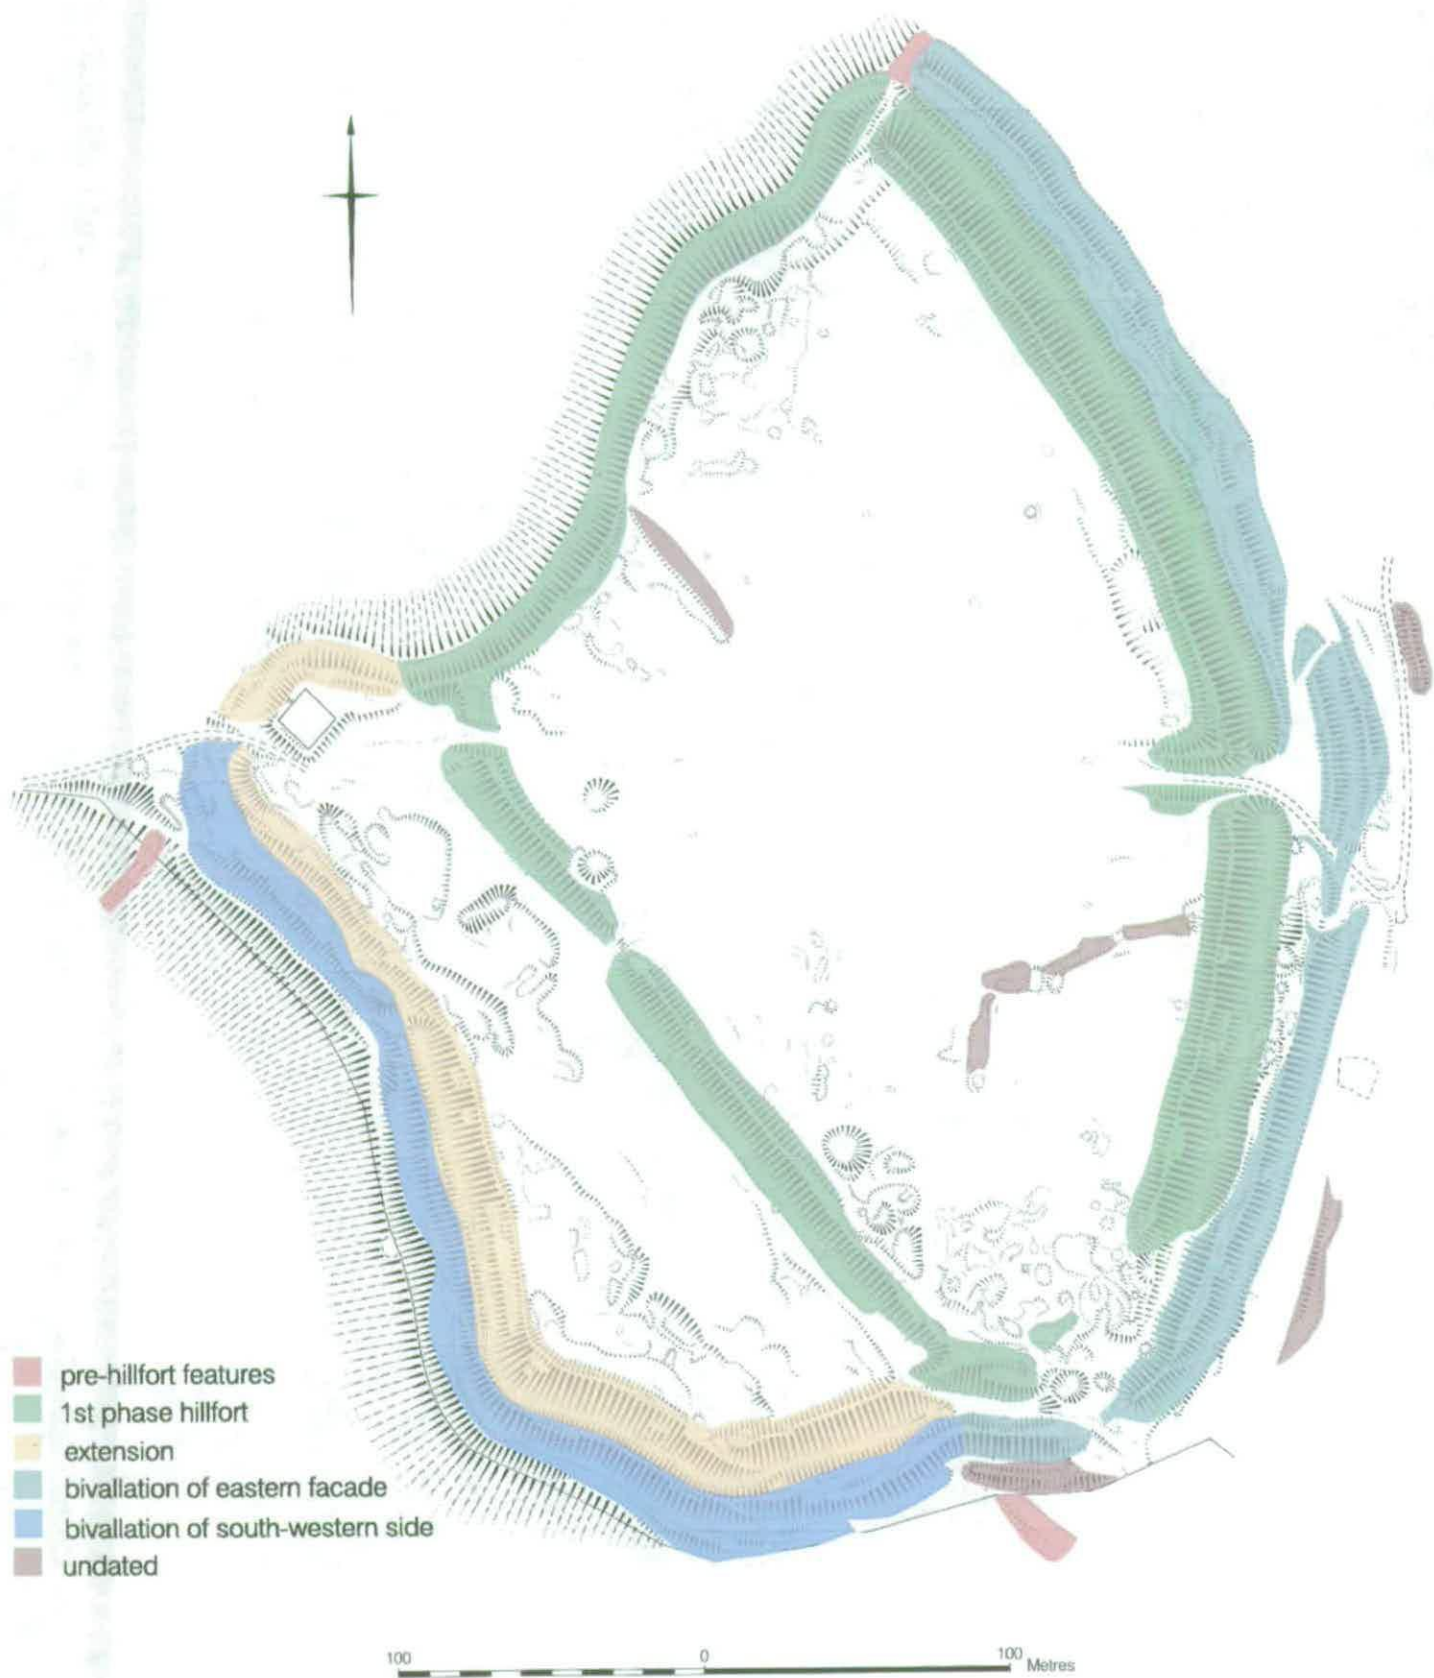 pre-hillfort features
1st phase hillfort
extension
bivallation of eastern facade
bivallation of south-western side
undated
100 0 100 Metres